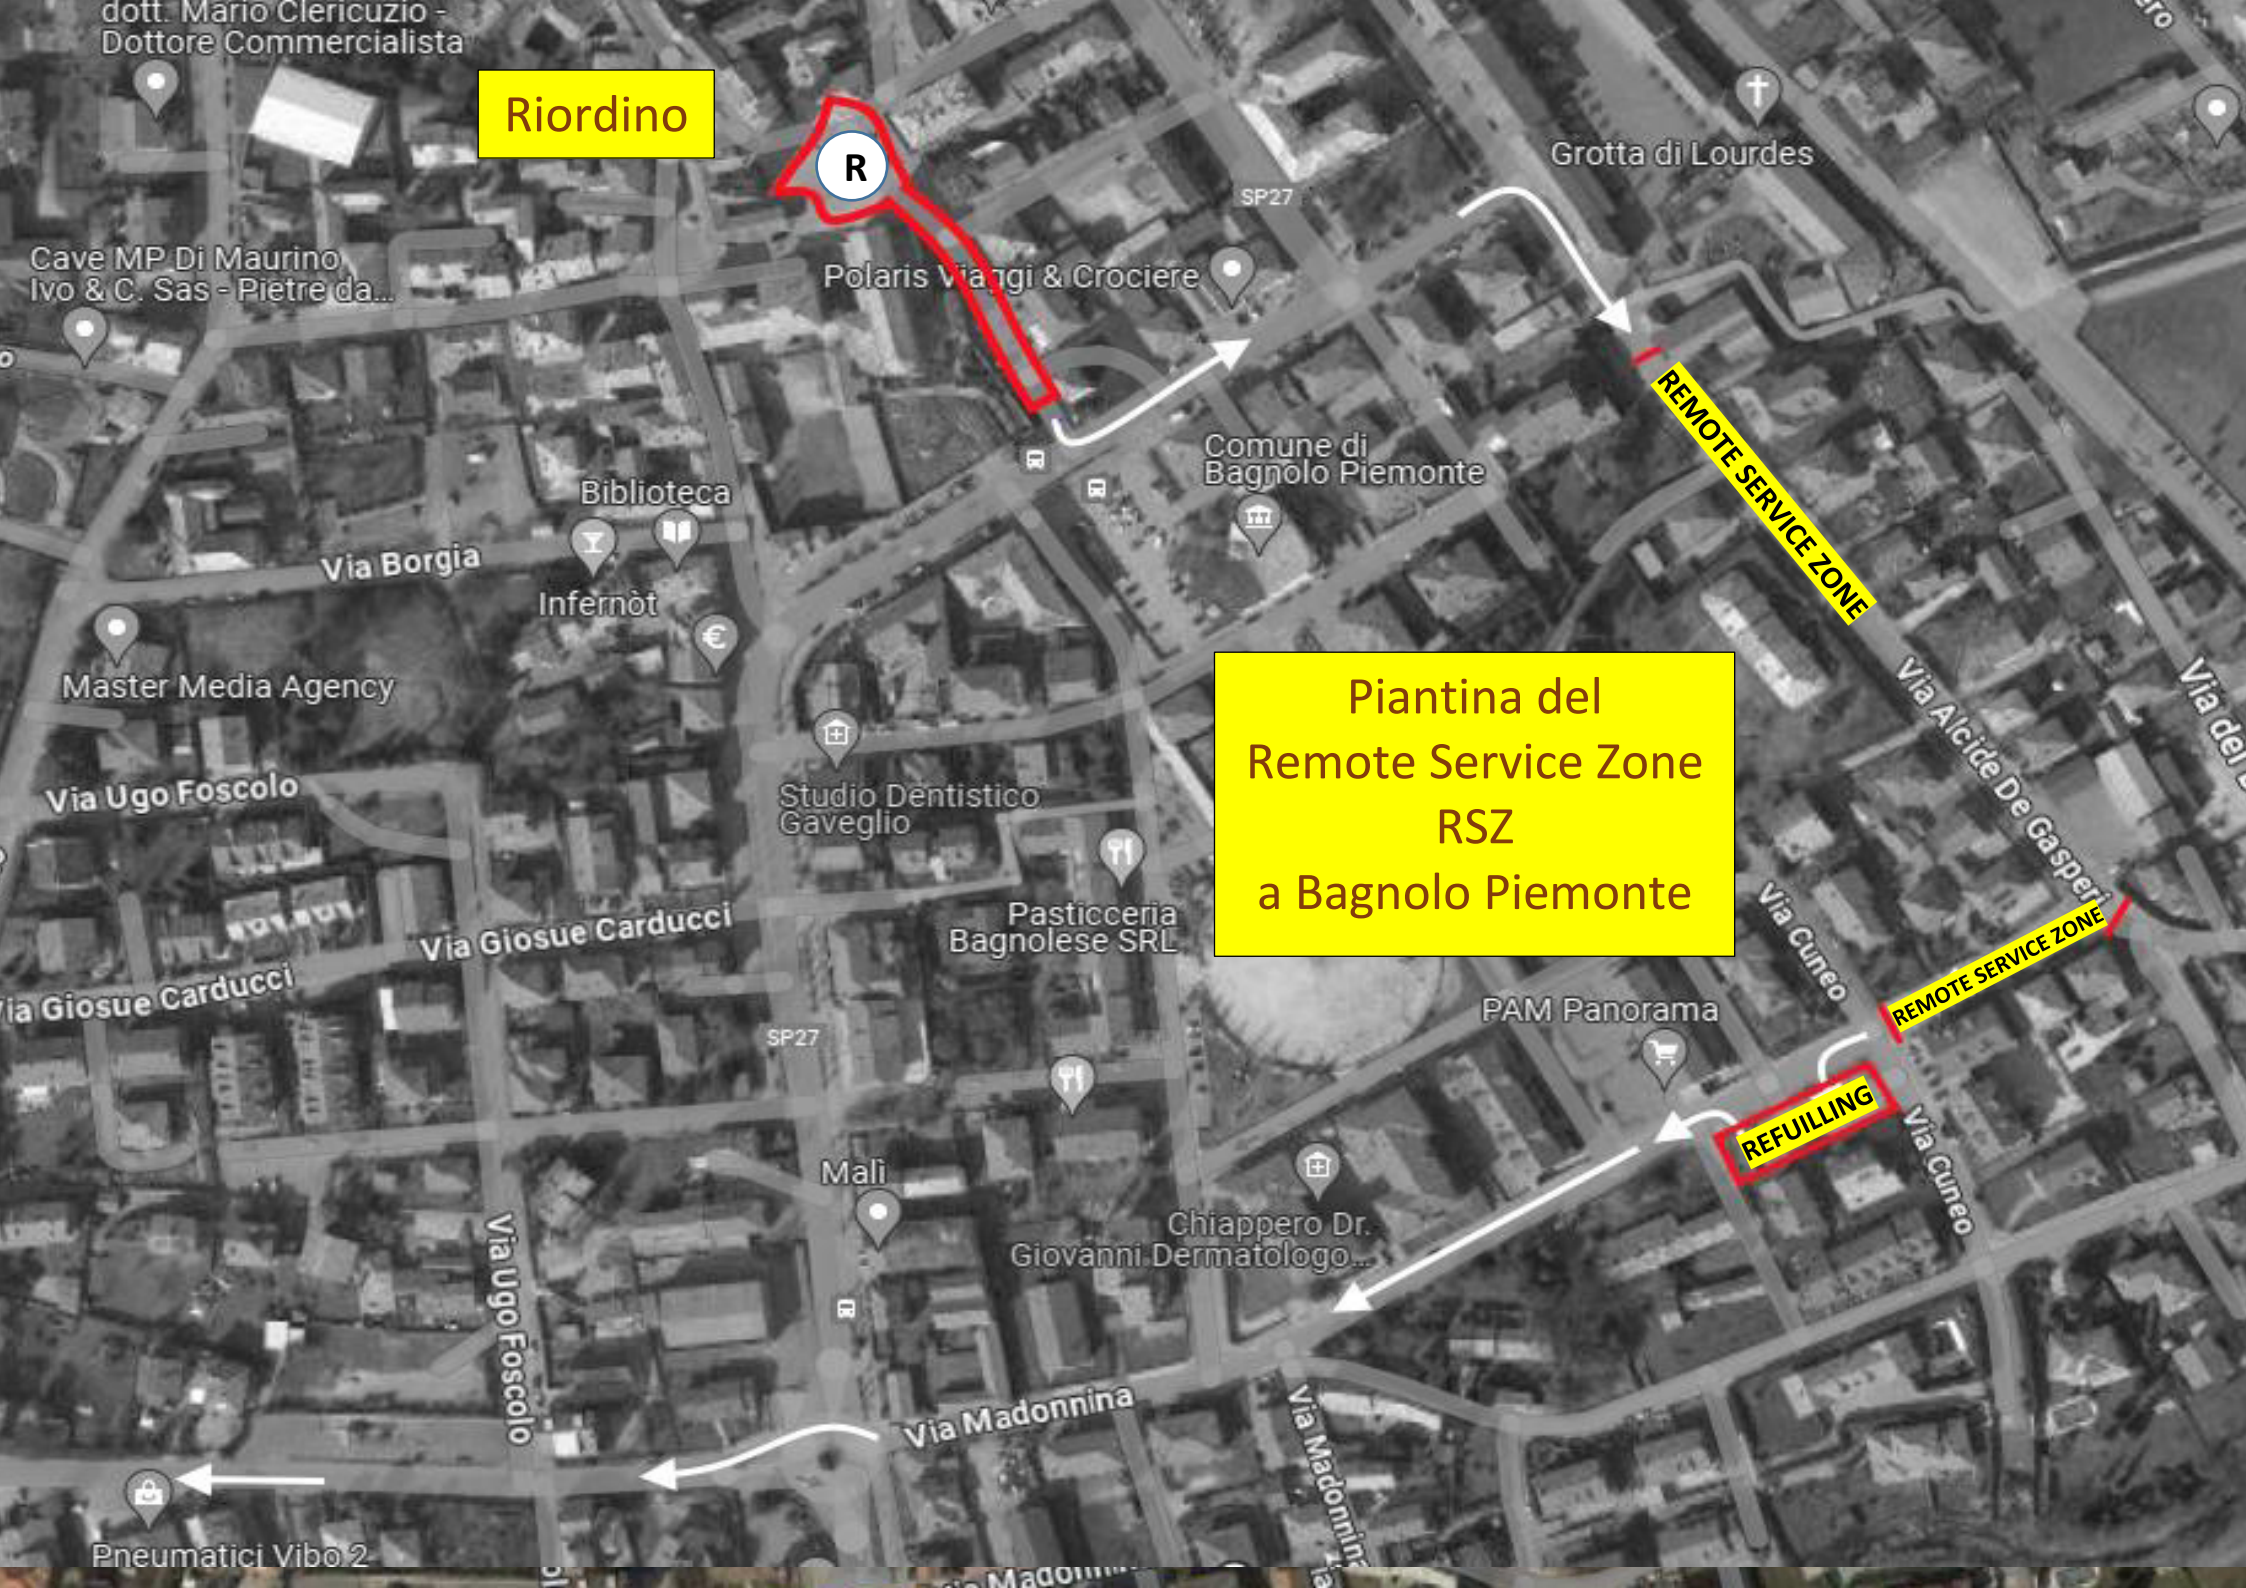 dott. Mario Clericuzio -
Dottore Commercialista
Riordino
R
Grotta di Lourdes
SP27
Cave MP Di Maurino
Ivo & C. Sas - Pietre da...
Polaris Viaggi & Crociere
REMOTE SERVICE ZONE
Comune di
Bagnolo Piemonte
Biblioteca
Via Borgia
Infernòt
€
Master Media Agency
Piantina del
Remote Service Zone
RSZ
a Bagnolo Piemonte
Via Alcide De Gasperi
Via del
Via Ugo Foscolo
Studio Dentistico
Gaveglio
Pasticceria
Bagnolese SRL
Via Giosue Carducci
Via Giosue Carducci
Via Cuneo
REMOTE SERVICE ZONE
PAM Panorama
SP27
REFUILLING
Via Cuneo
Malì
Chiappero Dr.
Giovanni Dermatologo...
Via Ugo Foscolo
Via Madonnina
Via Madonnina
Pneumatici Vibo 2